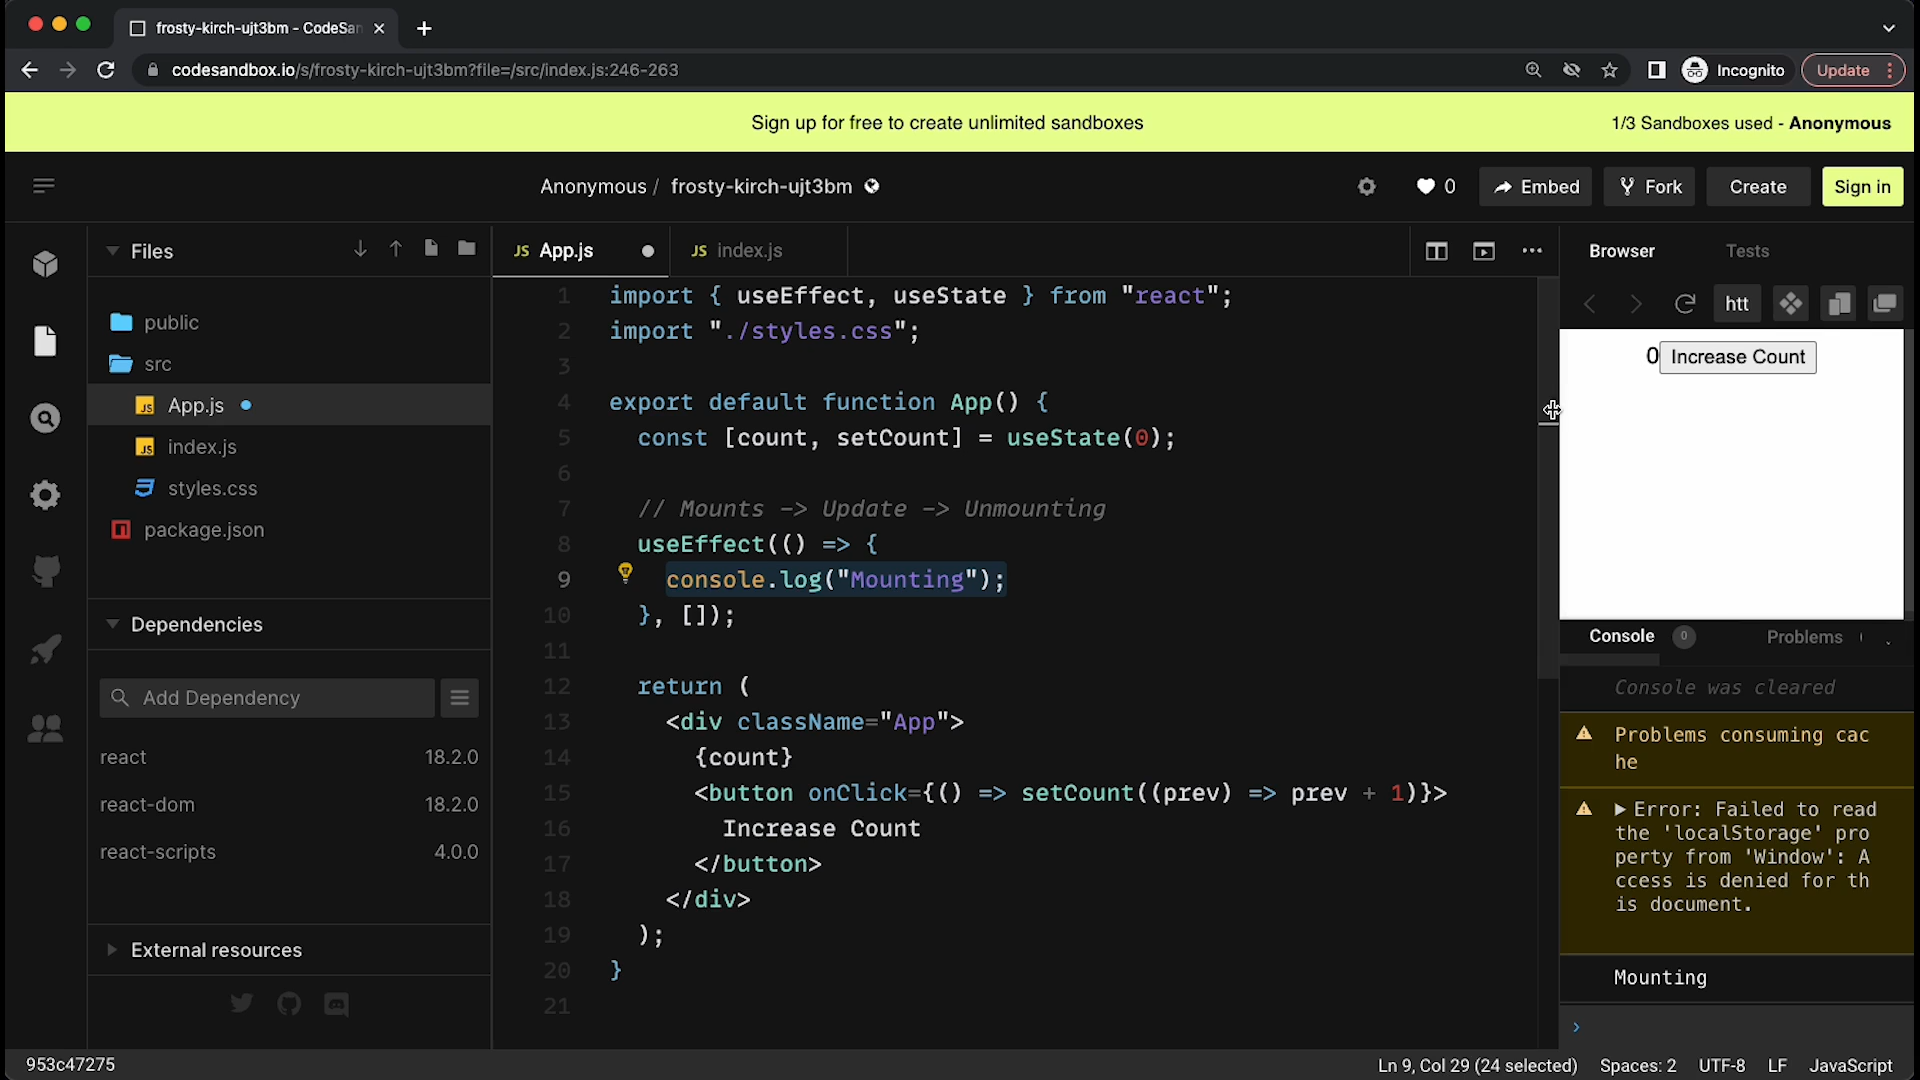 frosty-kirch-ujt3bm - CodeSan
codesandbox.io/s/frosty-kirch-ujt3bm?file=/src/index.js:246-263
Incognito
Update
Sign up for free to create unlimited sandboxes
1/3 Sandboxes used - Anonymous
Anonymous / frosty-kirch-ujt3bm
0
Embed
Fork
Create
Sign in
Files
public
src
JS App.js
JS index.js
styles.css
package.json
Dependencies
Add Dependency
react 18.2.0
react-dom 18.2.0
react-scripts 4.0.0
External resources
JS App.js
JS index.js
1 import { useEffect, useState } from "react";
2 import "./styles.css";
3
4 export default function App() {
5 const [count, setCount] = useState(0);
6
7 // Mounts -> Update -> Unmounting
8 useEffect(() => {
9 console.log("Mounting");
10 }, []);
11
12 return (
13 <div className="App">
14 {count}
15 <button onClick={() => setCount((prev) => prev + 1)}>
16 Increase Count
17 </button>
18 </div>
19 );
20 }
21
Browser
Tests
htt
0 Increase Count
Console 0
Problems
Console was cleared
Problems consuming cac
he
Error: Failed to read
the 'localStorage' pro
perty from 'Window': A
ccess is denied for th
is document.
Mounting
953c47275
Ln 9, Col 29 (24 selected)
Spaces: 2
UTF-8
LF
JavaScript